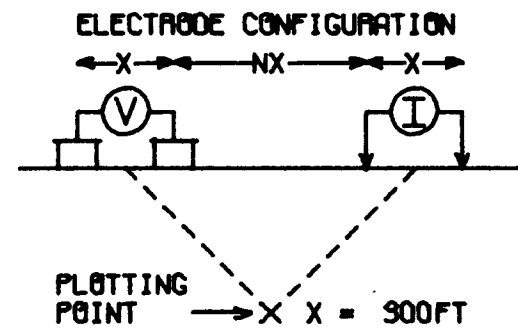 ELECTRODE CONFIGURATION
X NX X
V I
PLOTTING
POINT X X = 300FT